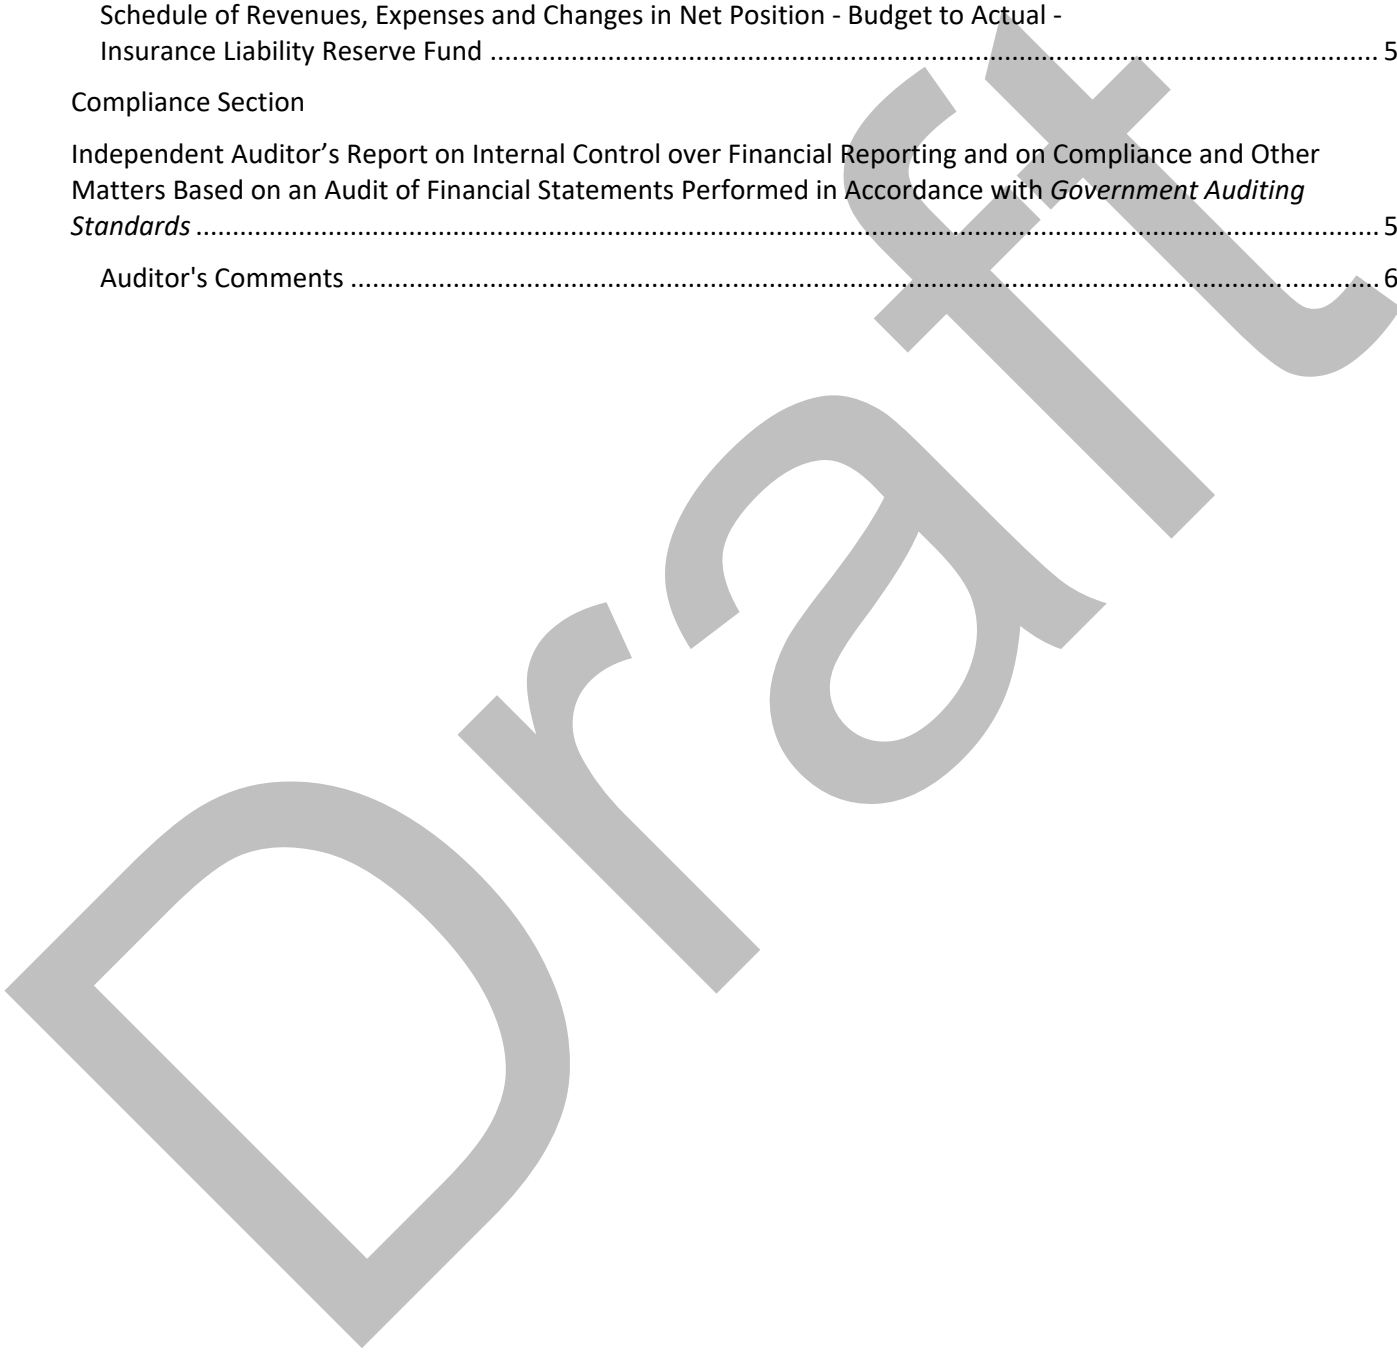 Schedule of Revenues, Expenses and Changes in Net Position - Budget to Actual -
Insurance Liability Reserve Fund ........................................................................................................................ 5
Compliance Section
Independent Auditor’s Report on Internal Control over Financial Reporting and on Compliance and Other
Matters Based on an Audit of Financial Statements Performed in Accordance with Government Auditing
Standards ................................................................................................................................................................ 5
Auditor's Comments ............................................................................................................................................ 6
Draft